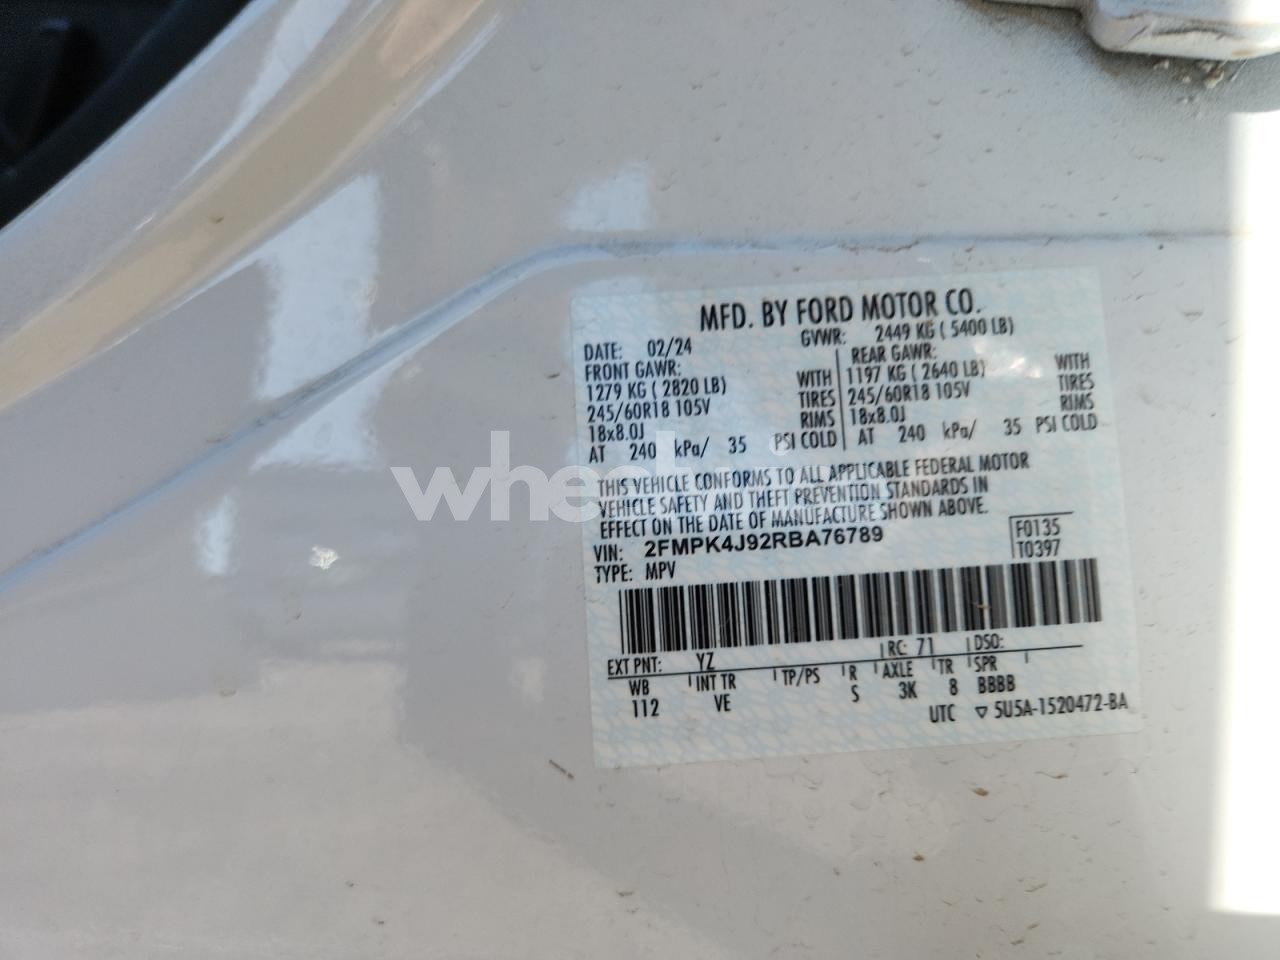 MFD. BY FORD MOTOR CO.
DATE: 02/24 GVWR: 2449 KG ( 5400 LB)
FRONT GAWR: REAR GAWR:
1279 KG ( 2820 LB) WITH 1197 KG ( 2640 LB) WITH
245/60R18 105V TIRES 245/60R18 105V TIRES
18x8.0J RIMS 18x8.0J RIMS
AT 240 kPa/ 35 PSI COLD AT 240 kPa/ 35 PSI COLD
THIS VEHICLE CONFORMS TO ALL APPLICABLE FEDERAL MOTOR
VEHICLE SAFETY AND THEFT PREVENTION STANDARDS IN
EFFECT ON THE DATE OF MANUFACTURE SHOWN ABOVE.
VIN: 2FMPK4J92RBA76789 F0135
TYPE: MPV T0397
EXT PNT: YZ RC: 71 DSO:
WB INT TR TP/PS R AXLE TR SPR
112 VE S 3K 8 BBBB
UTC ▽ 5U5A-1520472-BA